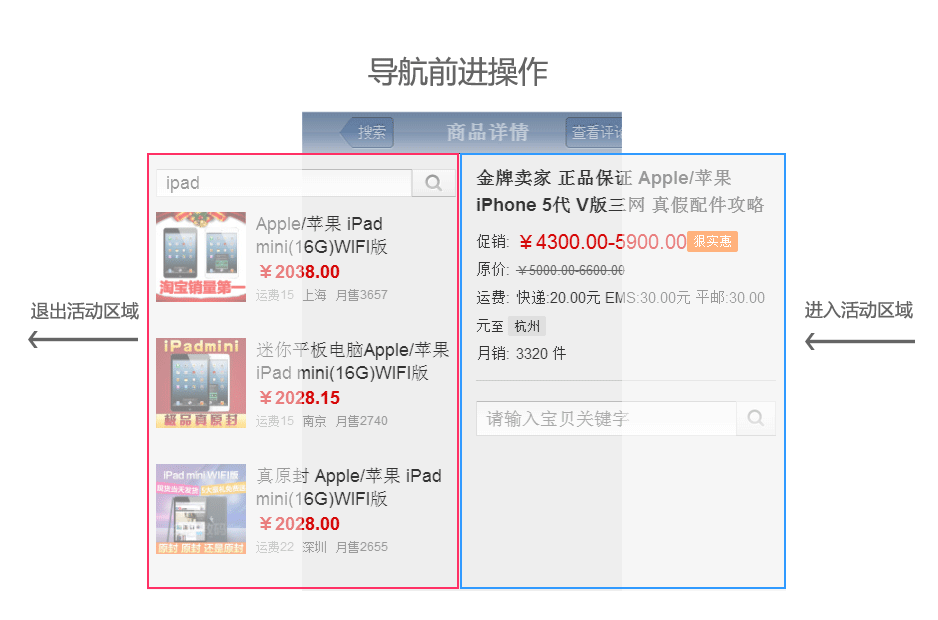 导航前进操作
搜索
商品详情
查看评论
ipad
Apple/苹果 iPad
mini(16G)WIFI版
￥2038.00
运费15 上海 月售3657
淘宝销量第一
iPadmini
极品真原封
迷你平板电脑Apple/苹果
iPad mini(16G)WIFI版
￥2028.15
运费15 南京 月售2740
iPad mini WIFI版
原封 原封 还是原封
真原封 Apple/苹果 iPad
mini(16G)WIFI版
￥2028.00
运费22 深圳 月售2655
金牌卖家 正品保证 Apple/苹果
iPhone 5代 V版三网 真假配件攻略
促销: ￥4300.00-5900.00 很实惠
原价: ￥5000.00-6600.00
运费: 快递:20.00元 EMS:30.00元 平邮:30.00
元至 杭州
月销: 3320 件
请输入宝贝关键字
退出活动区域
进入活动区域